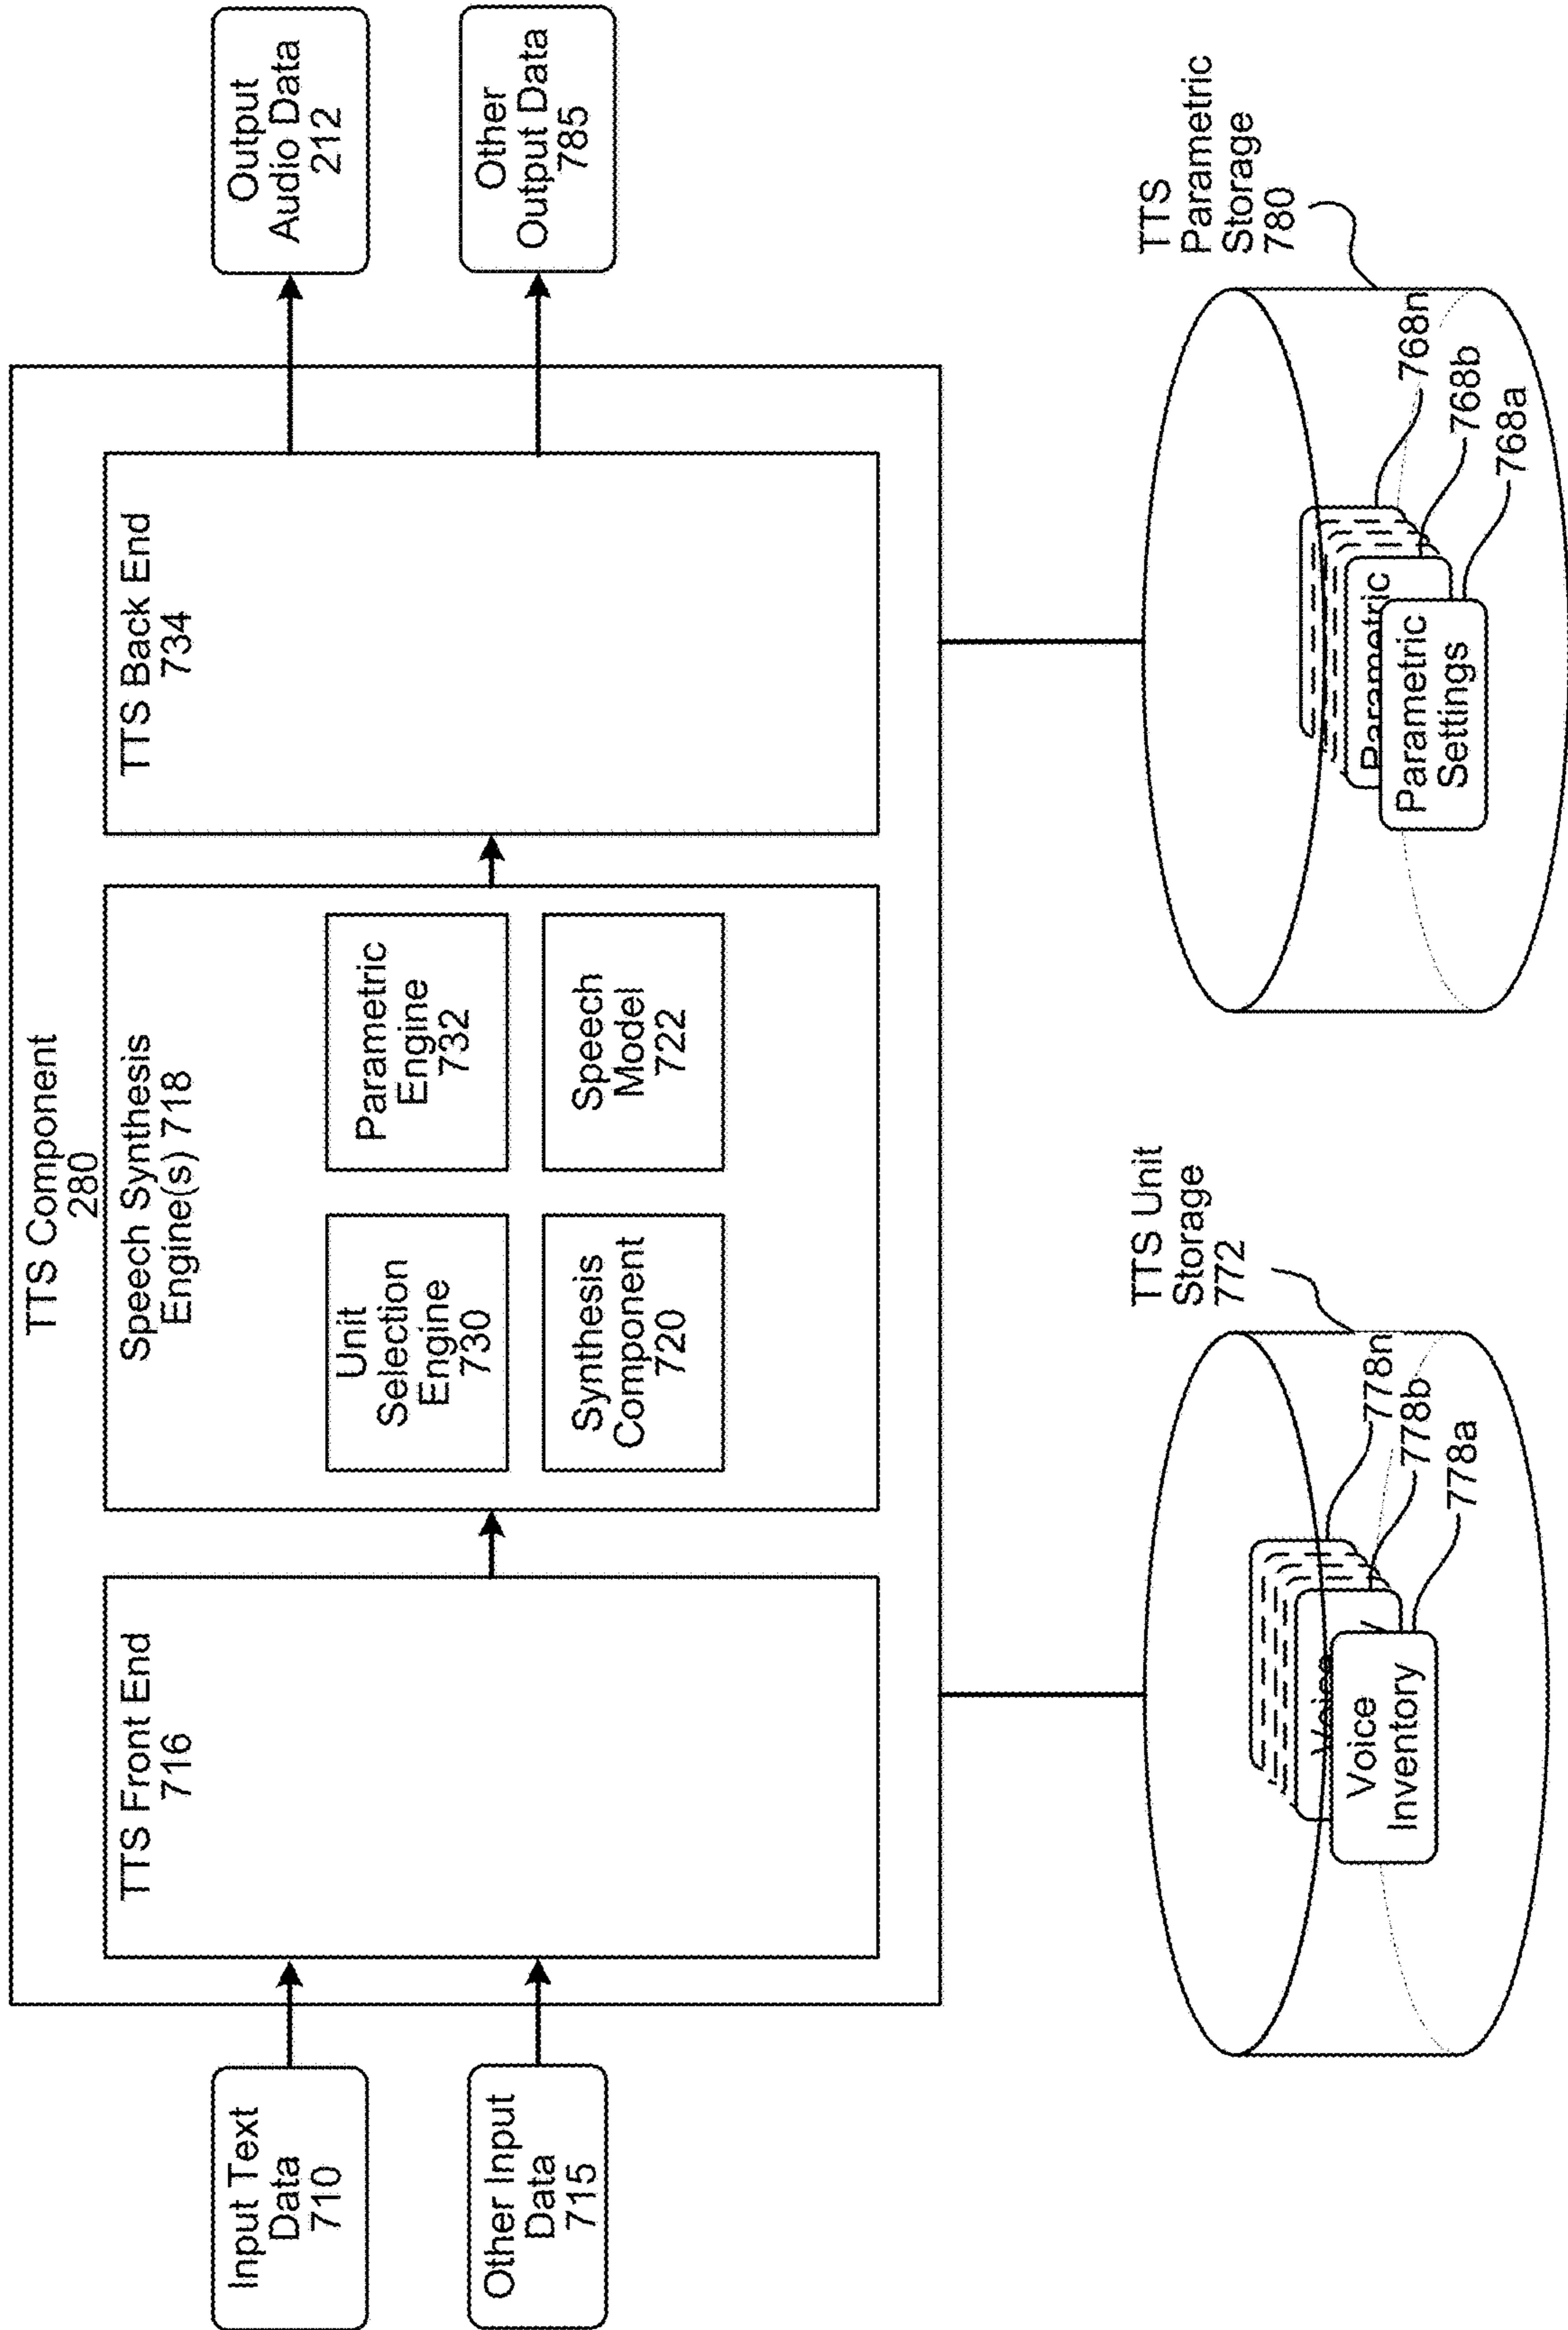 TTS Component
280
Input Text
Data
710
Other Input
Data
715
TTS Front End
716
Speech Synthesis
Engine(s) 718
Unit
Selection
Engine
730
Parametric
Engine
732
Synthesis
Component
720
Speech
Model
722
TTS Back End
734
Output
Audio Data
212
Other
Output Data
785
TTS Unit
Storage
772
Voice
Inventory
Voice
y
778n
778b
778a
TTS
Parametric
Storage
780
Parametric
Parametric
Settings
768n
768b
768a